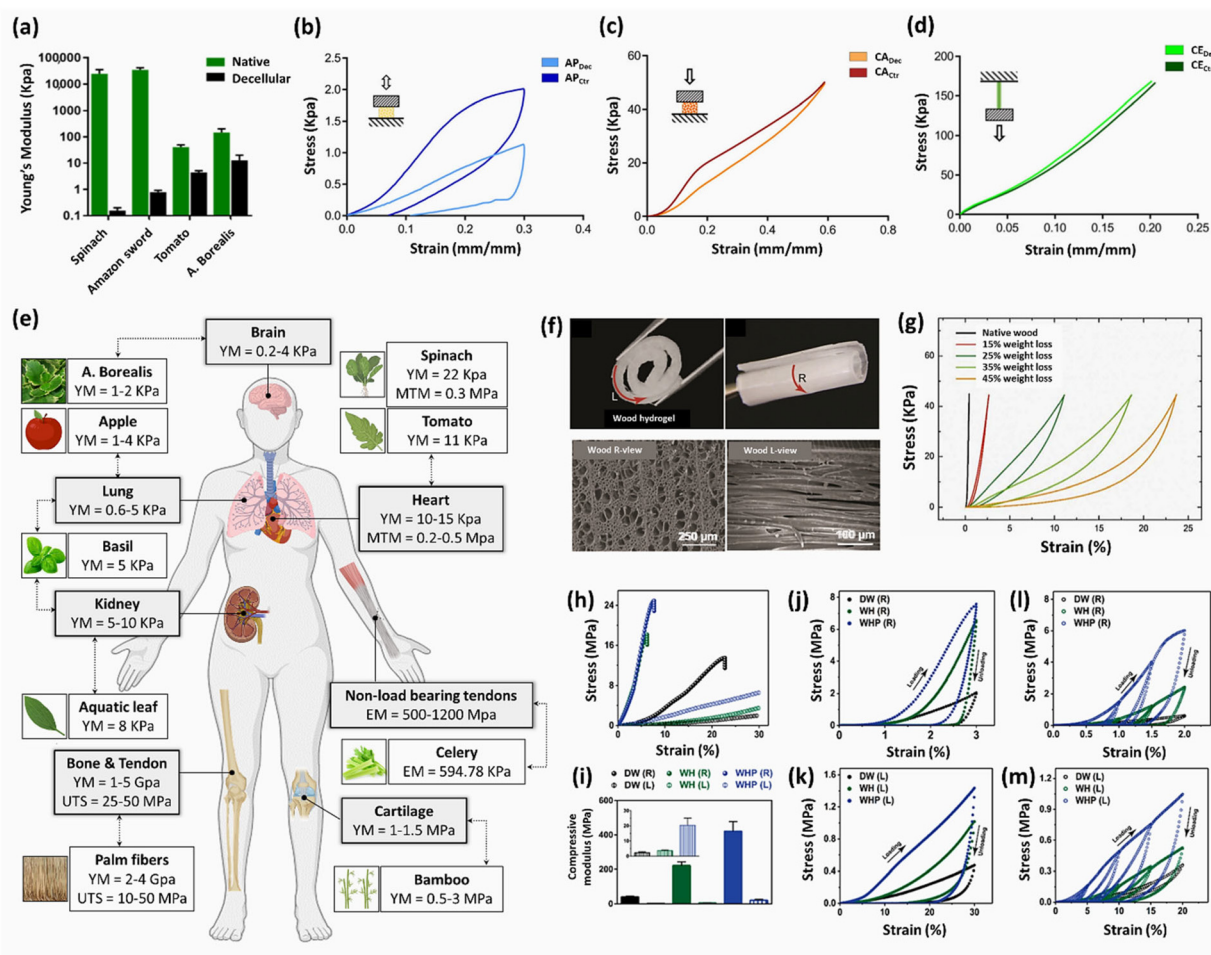 (a)
100,000
10000
1000
100
10
1
0.1
Young's Modulus (Kpa)
Native
Decellular
Spinach
Amazon sword
Tomato
A. Borealis
(b)
2.5
2.0
1.5
1.0
0.5
0.0
Stress (Kpa)
AP Dec
AP Ctr
0.0 0.1 0.2 0.3 0.4
Strain (mm/mm)
(c)
60
40
20
0
Stress (Kpa)
CA Dec
CA Ctr
0.0 0.2 0.4 0.6 0.8
Strain (mm/mm)
(d)
200
150
100
50
0
Stress (Kpa)
CE De
CE Ct
0.00 0.05 0.10 0.15 0.20 0.25
Strain (mm/mm)
(e)
Brain
YM = 0.2-4 KPa
A. Borealis
YM = 1-2 KPa
Apple
YM = 1-4 KPa
Lung
YM = 0.6-5 KPa
Basil
YM = 5 KPa
Kidney
YM = 5-10 KPa
Aquatic leaf
YM = 8 KPa
Bone & Tendon
YM = 1-5 Gpa
UTS = 25-50 MPa
Palm fibers
YM = 2-4 Gpa
UTS = 10-50 MPa
Spinach
YM = 22 Kpa
MTM = 0.3 MPa
Tomato
YM = 11 KPa
Heart
YM = 10-15 Kpa
MTM = 0.2-0.5 Mpa
Non-load bearing tendons
EM = 500-1200 Mpa
Celery
EM = 594.78 KPa
Cartilage
YM = 1-1.5 MPa
Bamboo
YM = 0.5-3 MPa
(f)
L
Wood hydrogel
R
Wood R-view
250 µm
Wood L-view
100 µm
(g)
Native wood
15% weight loss
25% weight loss
35% weight loss
45% weight loss
60
40
20
0
Stress (KPa)
0 5 10 15 20 25
Strain (%)
(h)
24
16
8
0
Stress (MPa)
0 10 20 30
Strain (%)
(i)
DW (R) WH (R) WHP (R)
DW (L) WH (L) WHP (L)
600
400
200
0
Compressive
modulus (MPa)
30
20
10
0
(j)
DW (R)
WH (R)
WHP (R)
8
6
4
2
0
Stress (MPa)
Loading
Unloading
0 1 2 3
Strain (%)
(k)
DW (L)
WH (L)
WHP (L)
1.6
1.2
0.8
0.4
0.0
Stress (MPa)
Loading
Unloading
0 10 20 30
Strain (%)
(l)
DW (R)
WH (R)
WHP (R)
8
6
4
2
0
Stress (MPa)
Loading
Unloading
0.0 0.5 1.0 1.5 2.0
Strain (%)
(m)
DW (L)
WH (L)
WHP (L)
1.2
0.9
0.6
0.3
0.0
Stress (MPa)
Loading
Unloading
0 5 10 15 20
Strain (%)